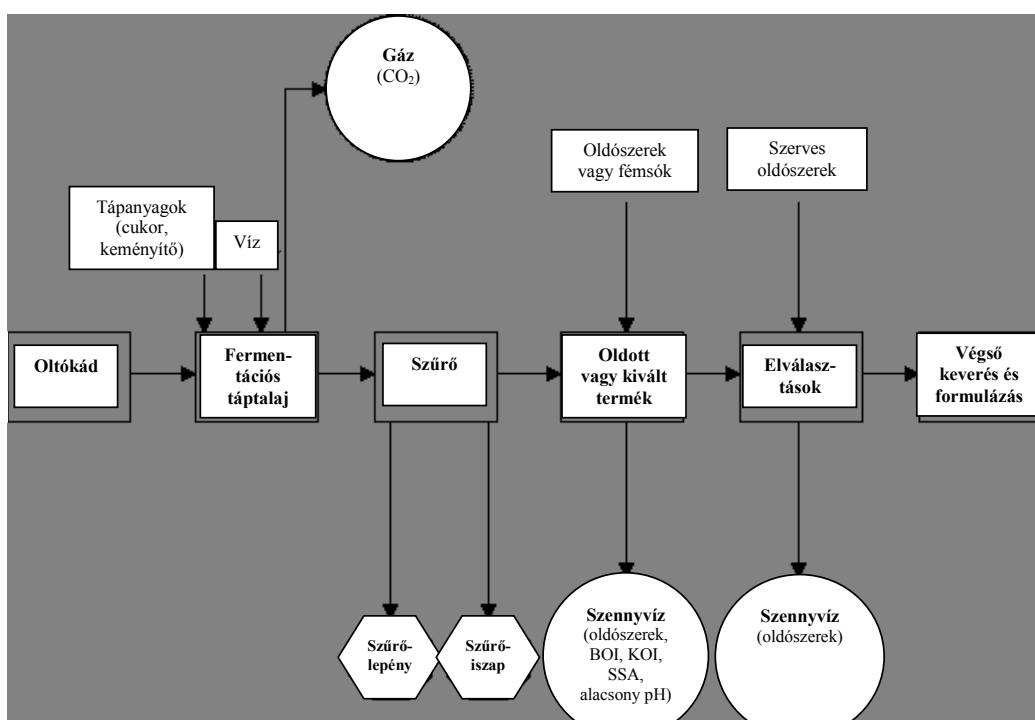 Gáz
(CO₂)
Oldószerek
vagy fémsók
Szerves
oldószerek
Tápanyagok
(cukor,
keményítő)
Víz
Oltókád
Fermen-
tációs
táptalaj
Szűrő
Oldott
vagy kivált
termék
Elválasz-
tások
Végső
keverés és
formulázás
Szűrő-
lepény
Szűrő-
iszap
Szennyvíz
(oldószerek,
BOI, KOI,
SSA,
alacsony pH)
Szennyvíz
(oldószerek)